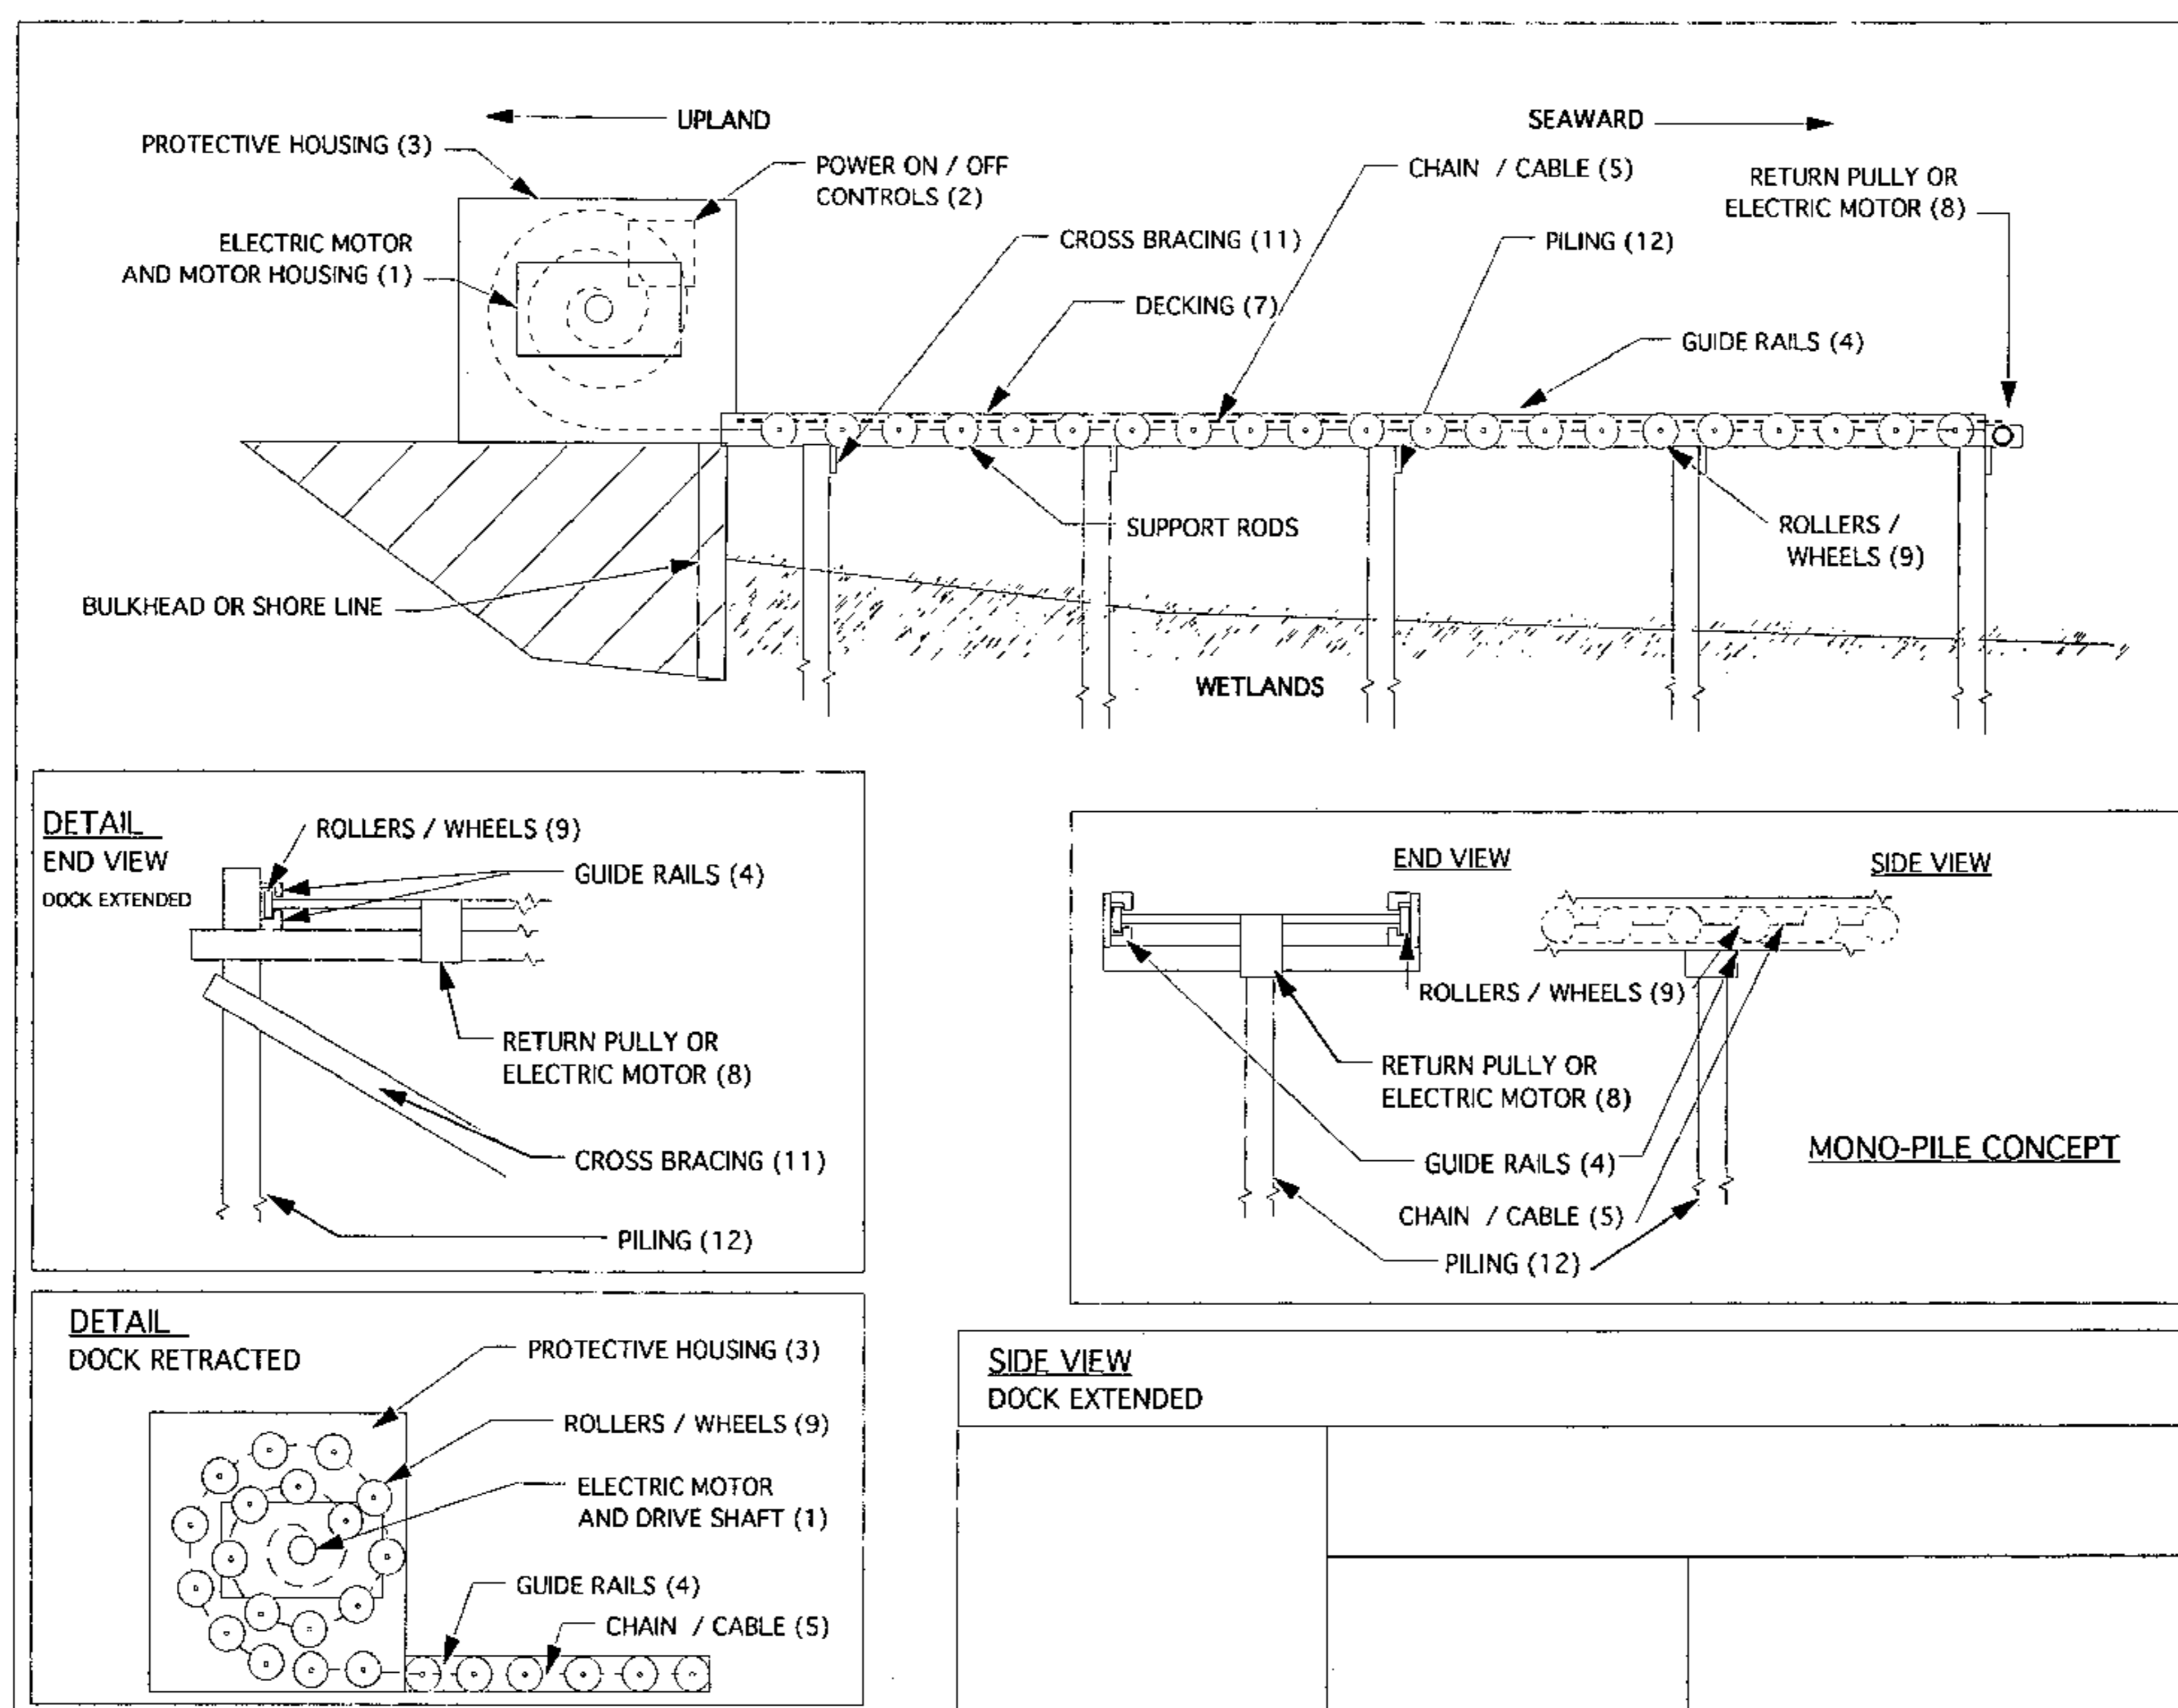 UPLAND
SEAWARD
PROTECTIVE HOUSING (3)
POWER ON / OFF
CONTROLS (2)
CHAIN / CABLE (5)
RETURN PULLY OR
ELECTRIC MOTOR (8)
ELECTRIC MOTOR
AND MOTOR HOUSING (1)
CROSS BRACING (11)
PILING (12)
DECKING (7)
GUIDE RAILS (4)
SUPPORT RODS
ROLLERS /
WHEELS (9)
BULKHEAD OR SHORE LINE
WETLANDS
DETAIL
END VIEW
DOCK EXTENDED
ROLLERS / WHEELS (9)
GUIDE RAILS (4)
RETURN PULLY OR
ELECTRIC MOTOR (8)
CROSS BRACING (11)
PILING (12)
END VIEW
SIDE VIEW
ROLLERS / WHEELS (9)
RETURN PULLY OR
ELECTRIC MOTOR (8)
GUIDE RAILS (4)
MONO-PILE CONCEPT
CHAIN / CABLE (5)
PILING (12)
DETAIL
DOCK RETRACTED
PROTECTIVE HOUSING (3)
ROLLERS / WHEELS (9)
ELECTRIC MOTOR
AND DRIVE SHAFT (1)
GUIDE RAILS (4)
CHAIN / CABLE (5)
SIDE VIEW
DOCK EXTENDED